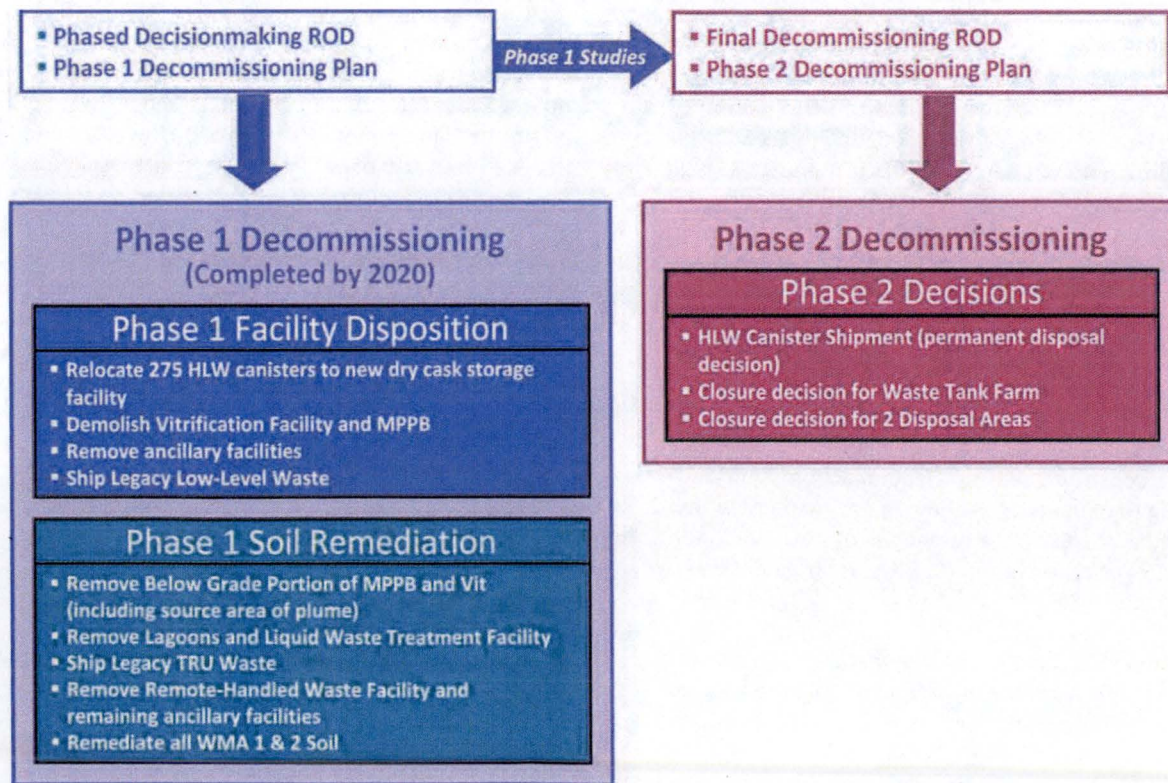 ▪ Phased Decisionmaking ROD
▪ Phase 1 Decommissioning Plan
Phase 1 Studies
▪ Final Decommissioning ROD
▪ Phase 2 Decommissioning Plan
Phase 1 Decommissioning
(Completed by 2020)
Phase 1 Facility Disposition
▪ Relocate 275 HLW canisters to new dry cask storage
facility
▪ Demolish Vitrification Facility and MPPB
▪ Remove ancillary facilities
▪ Ship Legacy Low-Level Waste
Phase 1 Soil Remediation
▪ Remove Below Grade Portion of MPPB and Vit
(including source area of plume)
▪ Remove Lagoons and Liquid Waste Treatment Facility
▪ Ship Legacy TRU Waste
▪ Remove Remote-Handled Waste Facility and
remaining ancillary facilities
▪ Remediate all WMA 1 & 2 Soil
Phase 2 Decommissioning
Phase 2 Decisions
▪ HLW Canister Shipment (permanent disposal
decision)
▪ Closure decision for Waste Tank Farm
▪ Closure decision for 2 Disposal Areas